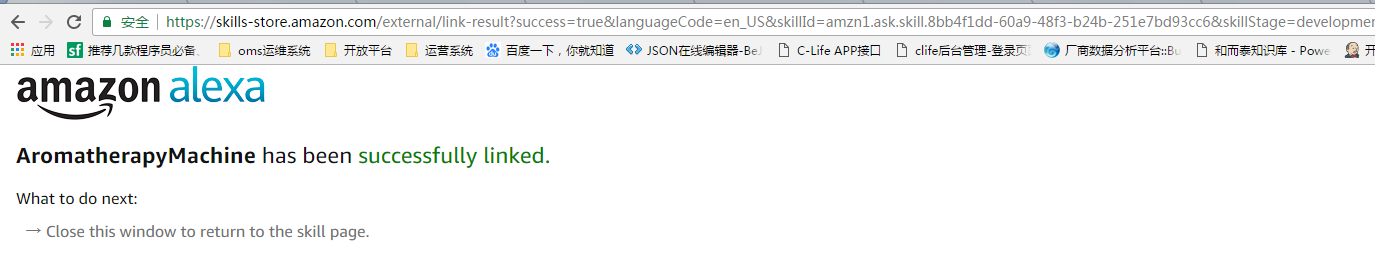 安全 https://skills-store.amazon.com/external/link-result?success=true&languageCode=en_US&skillId=amzn1.ask.skill.8bb4f1dd-60a9-48f3-b24b-251e7bd93cc6&skillStage=developme
应用 sf 推荐几款程序员必备、 oms运维系统 开放平台 运营系统 百度一下，你就知道 JSON在线编辑器-BeJ C-Life APP接口 clife后台管理-登录页 厂商数据分析平台::Bu 和而泰知识库 - Powe 开
amazon alexa
AromatherapyMachine has been successfully linked.
What to do next:
→ Close this window to return to the skill page.